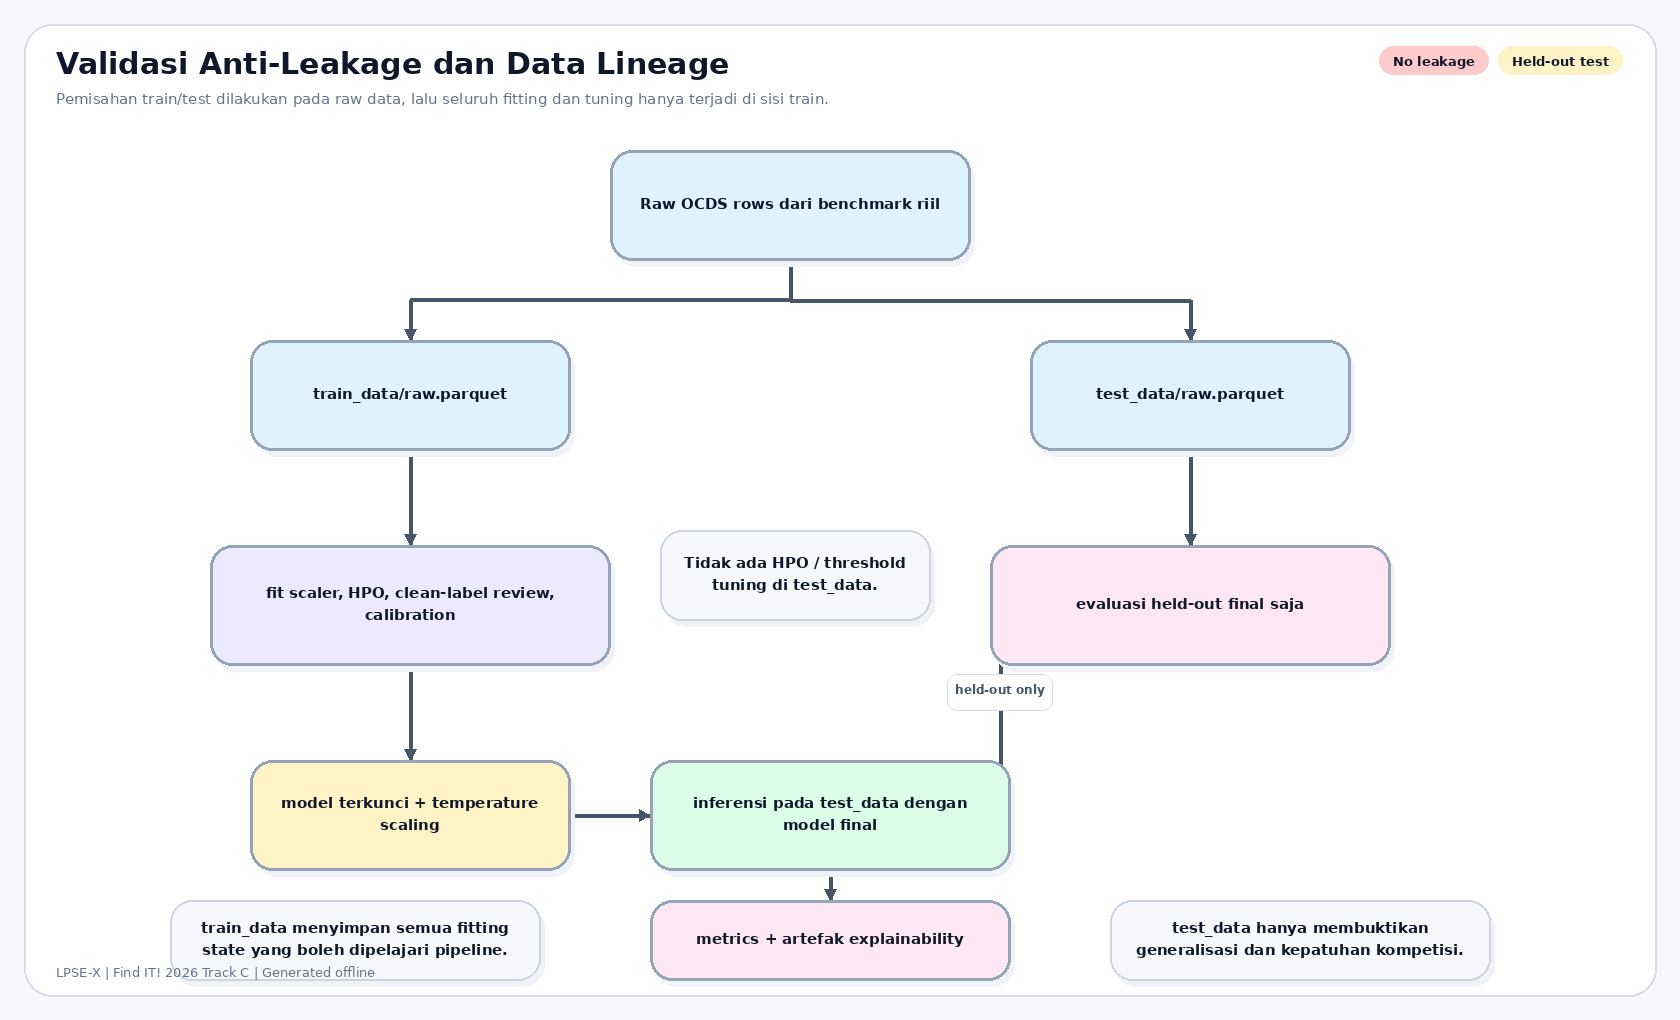 Validasi Anti-Leakage dan Data Lineage
No leakage
Held-out test
Pemisahan train/test dilakukan pada raw data, lalu seluruh fitting dan tuning hanya terjadi di sisi train.
Raw OCDS rows dari benchmark riil
train_data/raw.parquet
test_data/raw.parquet
fit scaler, HPO, clean-label review,
calibration
Tidak ada HPO / threshold
tuning di test_data.
evaluasi held-out final saja
held-out only
model terkunci + temperature
scaling
inferensi pada test_data dengan
model final
train_data menyimpan semua fitting
state yang boleh dipelajari pipeline.
metrics + artefak explainability
test_data hanya membuktikan
generalisasi dan kepatuhan kompetisi.
LPSE-X | Find IT! 2026 Track C | Generated offline